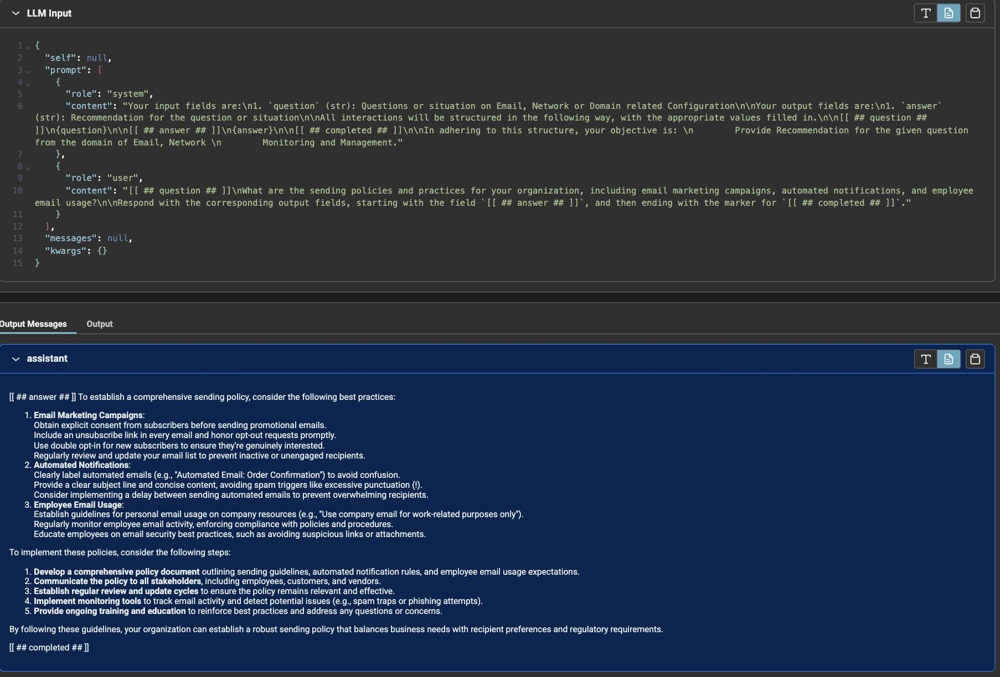 LLM Input
1 {
2 "self": null,
3 "prompt": [
4 {
5 "role": "system",
6 "content": "Your input fields are:\n1. `question` (str): Questions or situation on Email, Network or Domain related Configuration\n\nYour output fields are:\n1. `answer`
(str): Recommendation for the question or situation\n\nAll interactions will be structured in the following way, with the appropriate values filled in.\n\n[[ ## question ##
]]\n{question}\n\n[[ ## answer ## ]]\n{answer}\n\n[[ ## completed ## ]]\n\nIn adhering to this structure, your objective is: \n        Provide Recommendation for the given question
from the domain of Email, Network \n        Monitoring and Management."
7 },
8 {
9 "role": "user",
10 "content": "[[ ## question ## ]]\nWhat are the sending policies and practices for your organization, including email marketing campaigns, automated notifications, and employee
email usage?\n\nRespond with the corresponding output fields, starting with the field `[[ ## answer ## ]]`, and then ending with the marker for `[[ ## completed ## ]]`."
11 }
12 ],
13 "messages": null,
14 "kwargs": {}
15 }
Output Messages Output
assistant
[[ ## answer ## ]] To establish a comprehensive sending policy, consider the following best practices:
1. Email Marketing Campaigns:
Obtain explicit consent from subscribers before sending promotional emails.
Include an unsubscribe link in every email and honor opt-out requests promptly.
Use double opt-in for new subscribers to ensure they're genuinely interested.
Regularly review and update your email list to prevent inactive or unengaged recipients.
2. Automated Notifications:
Clearly label automated emails (e.g., "Automated Email: Order Confirmation") to avoid confusion.
Provide a clear subject line and concise content, avoiding spam triggers like excessive punctuation (!).
Consider implementing a delay between sending automated emails to prevent overwhelming recipients.
3. Employee Email Usage:
Establish guidelines for personal email usage on company resources (e.g., "Use company email for work-related purposes only").
Regularly monitor employee email activity, enforcing compliance with policies and procedures.
Educate employees on email security best practices, such as avoiding suspicious links or attachments.
To implement these policies, consider the following steps:
1. Develop a comprehensive policy document outlining sending guidelines, automated notification rules, and employee email usage expectations.
2. Communicate the policy to all stakeholders, including employees, customers, and vendors.
3. Establish regular review and update cycles to ensure the policy remains relevant and effective.
4. Implement monitoring tools to track email activity and detect potential issues (e.g., spam traps or phishing attempts).
5. Provide ongoing training and education to reinforce best practices and address any questions or concerns.
By following these guidelines, your organization can establish a robust sending policy that balances business needs with recipient preferences and regulatory requirements.
[[ ## completed ## ]]